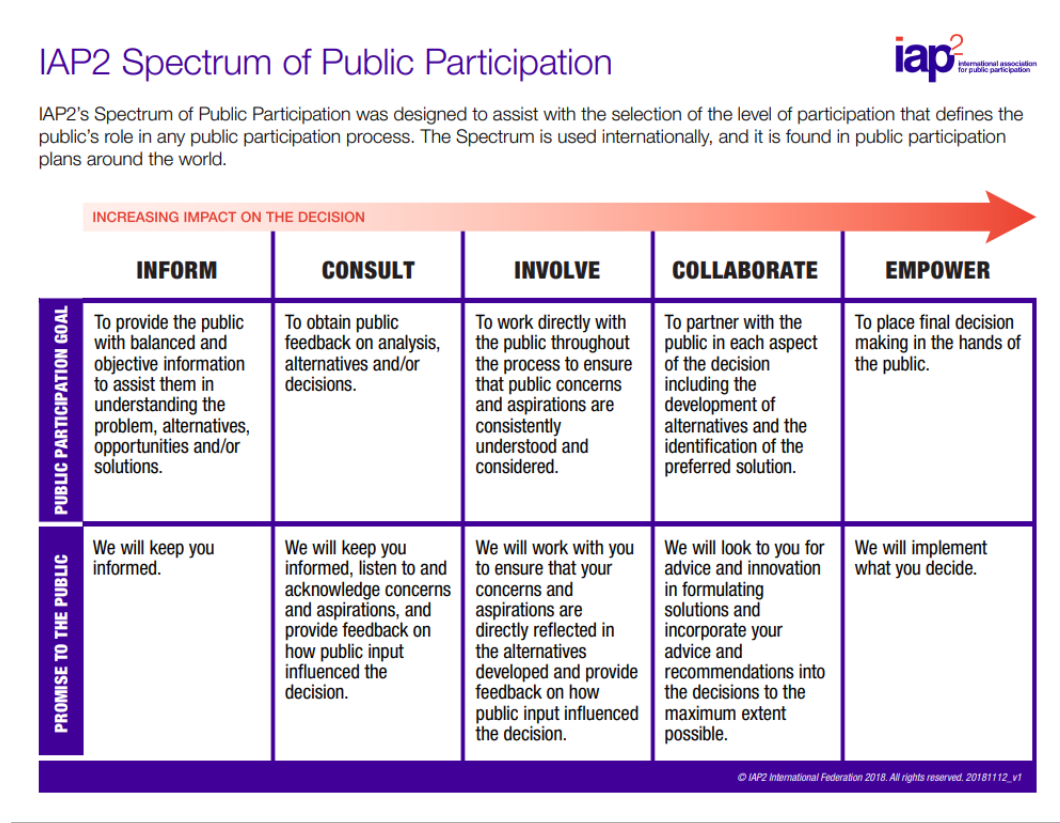 IAP2 Spectrum of Public Participation
iap2
international association
for public participation
IAP2’s Spectrum of Public Participation was designed to assist with the selection of the level of participation that defines the
public’s role in any public participation process. The Spectrum is used internationally, and it is found in public participation
plans around the world.
INCREASING IMPACT ON THE DECISION
INFORM
CONSULT
INVOLVE
COLLABORATE
EMPOWER
PUBLIC PARTICIPATION GOAL
To provide the public
with balanced and
objective information
to assist them in
understanding the
problem, alternatives,
opportunities and/or
solutions.
To obtain public
feedback on analysis,
alternatives and/or
decisions.
To work directly with
the public throughout
the process to ensure
that public concerns
and aspirations are
consistently
understood and
considered.
To partner with the
public in each aspect
of the decision
including the
development of
alternatives and the
identification of the
preferred solution.
To place final decision
making in the hands of
the public.
PROMISE TO THE PUBLIC
We will keep you
informed.
We will keep you
informed, listen to and
acknowledge concerns
and aspirations, and
provide feedback on
how public input
influenced the
decision.
We will work with you
to ensure that your
concerns and
aspirations are
directly reflected in
the alternatives
developed and provide
feedback on how
public input influenced
the decision.
We will look to you for
advice and innovation
in formulating
solutions and
incorporate your
advice and
recommendations into
the decisions to the
maximum extent
possible.
We will implement
what you decide.
© IAP2 International Federation 2018. All rights reserved. 20181112_v1